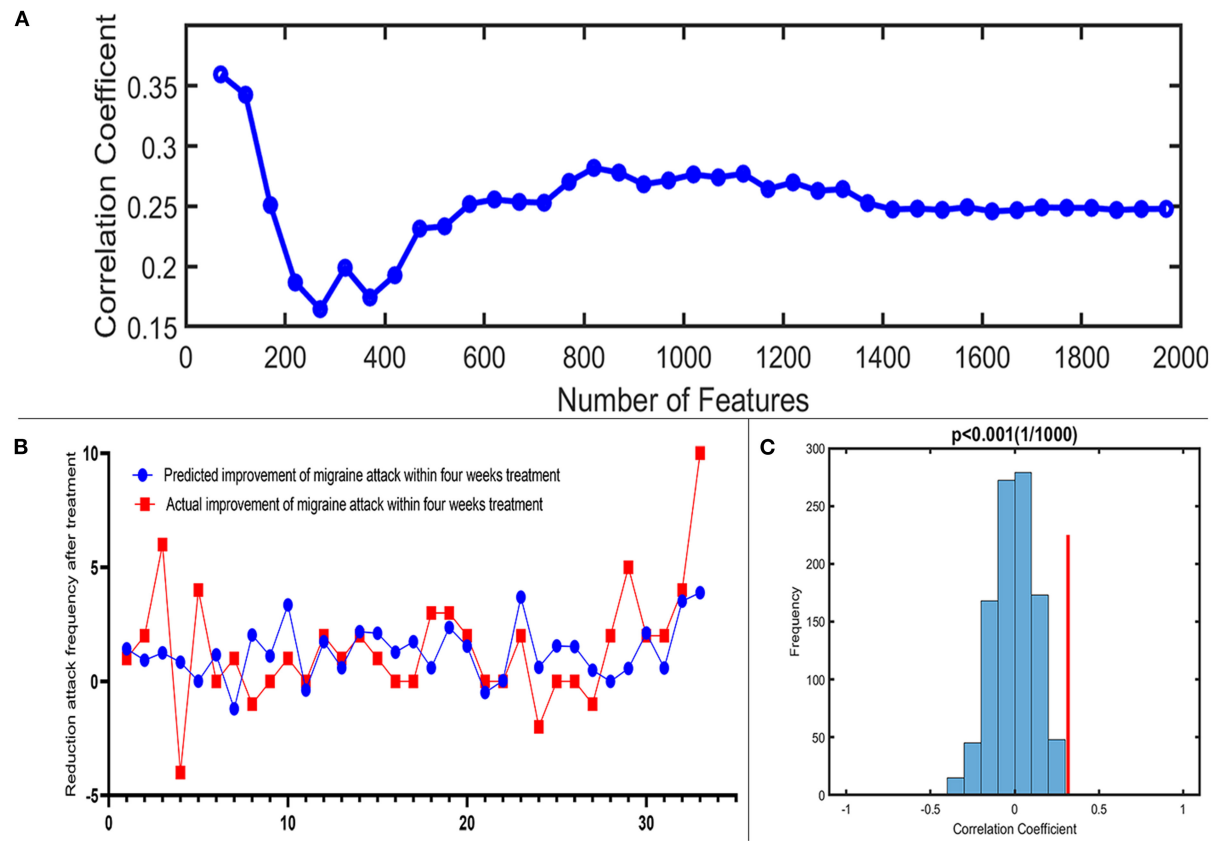 A
Correlation Coefficent
0.35
0.3
0.25
0.2
0.15
0 200 400 600 800 1000 1200 1400 1600 1800 2000
Number of Features
B
Reduction attack frequency after treatment
10
5
0
-5
Predicted improvement of migraine attack within four weeks treatment
Actual improvement of migraine attack within four weeks treatment
0 10 20 30
C
p<0.001(1/1000)
Frequency
300
250
200
150
100
50
0
-1 -0.5 0 0.5 1
Correlation Coefficient